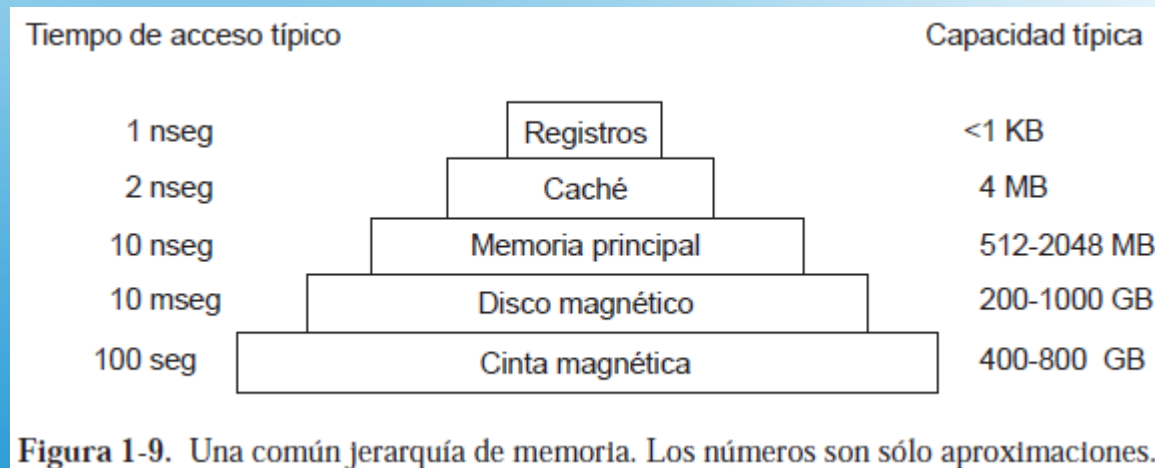 Tiempo de acceso típico Capacidad típica
1 nseg Registros <1 KB
2 nseg Caché 4 MB
10 nseg Memoria principal 512-2048 MB
10 mseg Disco magnético 200-1000 GB
100 seg Cinta magnética 400-800 GB
Figura 1-9. Una común jerarquía de memoria. Los números son sólo aproximaciones.